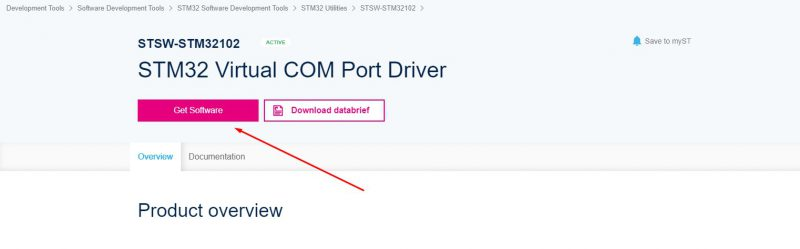 Development Tools > Software Development Tools > STM32 Software Development Tools > STM32 Utilities > STSW-STM32102 >
STSW-STM32102 ACTIVE
Save to myST
STM32 Virtual COM Port Driver
Get Software Download databrief
Overview Documentation
Product overview